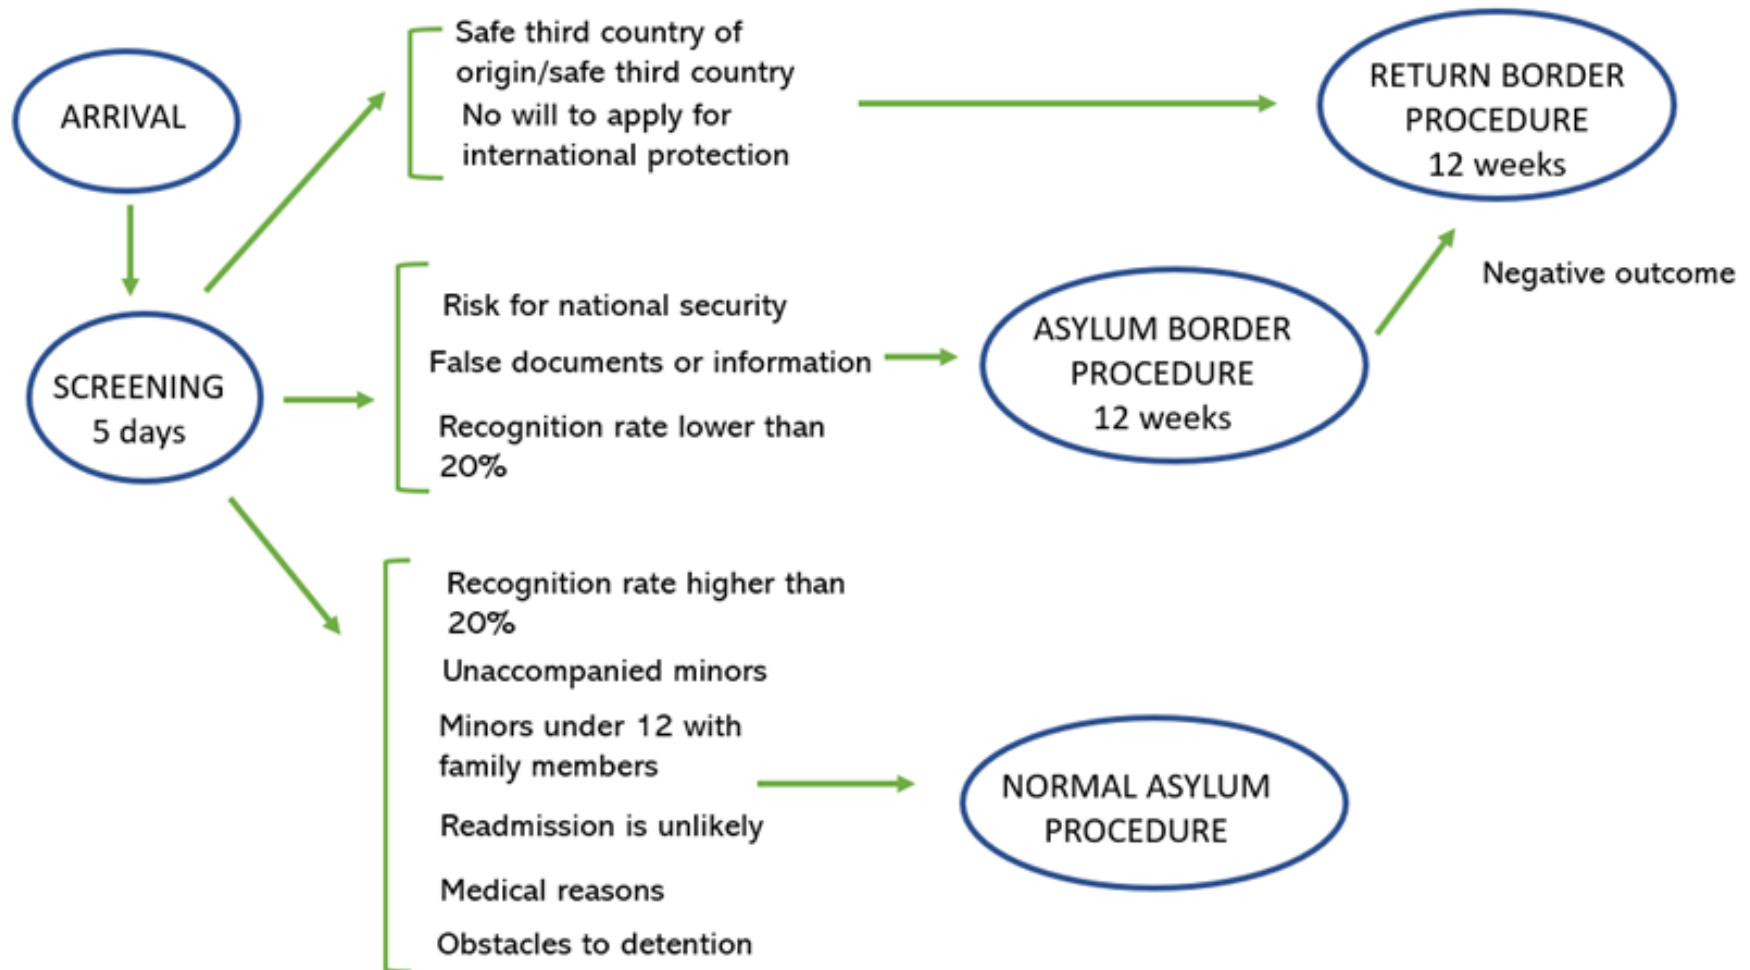 ARRIVAL
SCREENING
5 days
Safe third country of
origin/safe third country
No will to apply for
international protection
RETURN BORDER
PROCEDURE
12 weeks
Risk for national security
False documents or information
Recognition rate lower than
20%
ASYLUM BORDER
PROCEDURE
12 weeks
Negative outcome
Recognition rate higher than
20%
Unaccompanied minors
Minors under 12 with
family members
Readmission is unlikely
Medical reasons
Obstacles to detention
NORMAL ASYLUM
PROCEDURE